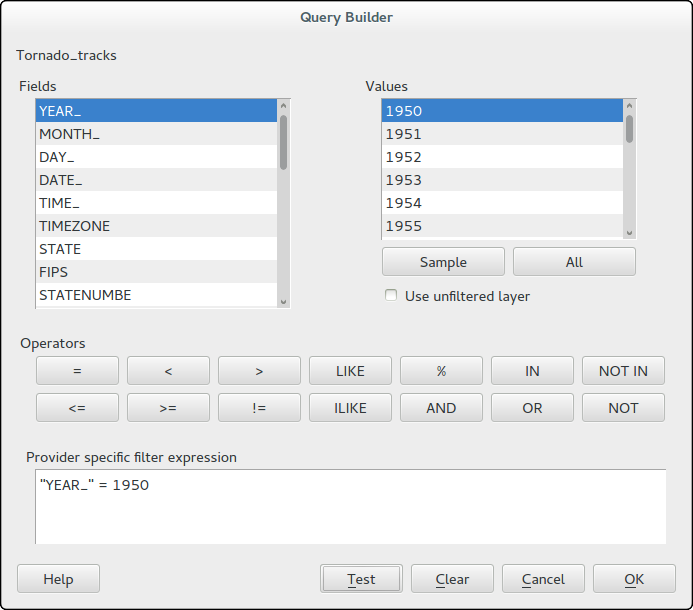 Query Builder
Tornado_tracks
Fields
Values
YEAR_
MONTH_
DAY_
DATE_
TIME_
TIMEZONE
STATE
FIPS
STATENUMBE
1950
1951
1952
1953
1954
1955
Sample All
Use unfiltered layer
Operators
= < > LIKE % IN NOT IN
<= >= != ILIKE AND OR NOT
Provider specific filter expression
"YEAR_" = 1950
Help Test Clear Cancel OK